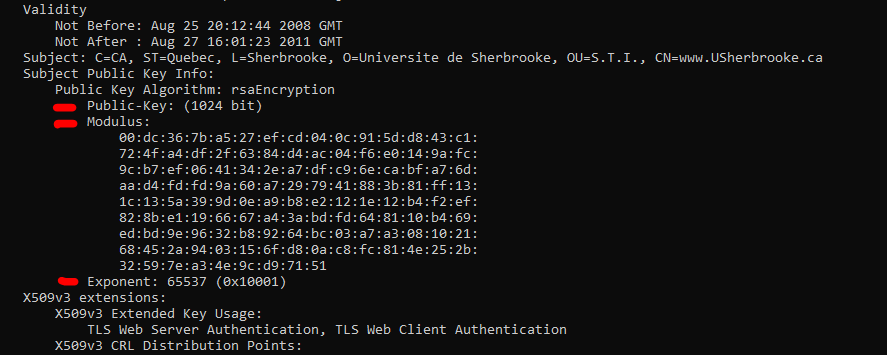 Validity
Not Before: Aug 25 20:12:44 2008 GMT
Not After : Aug 27 16:01:23 2011 GMT
Subject: C=CA, ST=Quebec, L=Sherbrooke, O=Universite de Sherbrooke, OU=S.T.I., CN=www.USherbrooke.ca
Subject Public Key Info:
Public Key Algorithm: rsaEncryption
Public-Key: (1024 bit)
Modulus:
00:dc:36:7b:a5:27:ef:cd:04:0c:91:5d:d8:43:c1:
72:4f:a4:df:2f:63:84:d4:ac:04:f6:e0:14:9a:fc:
9c:b7:ef:06:41:34:2e:a7:df:c9:6e:ca:bf:a7:6d:
aa:d4:fd:fd:9a:60:a7:29:79:41:88:3b:81:ff:13:
1c:13:5a:39:9d:0e:a9:b8:e2:12:1e:12:b4:f2:ef:
82:8b:e1:19:66:67:a4:3a:bd:fd:64:81:10:b4:69:
ed:bd:9e:96:32:b8:92:64:bc:03:a7:a3:08:10:21:
68:45:2a:94:03:15:6f:d8:0a:c8:fc:81:4e:25:2b:
32:59:7e:a3:4e:9c:d9:71:51
Exponent: 65537 (0x10001)
X509v3 extensions:
X509v3 Extended Key Usage:
TLS Web Server Authentication, TLS Web Client Authentication
X509v3 CRL Distribution Points: